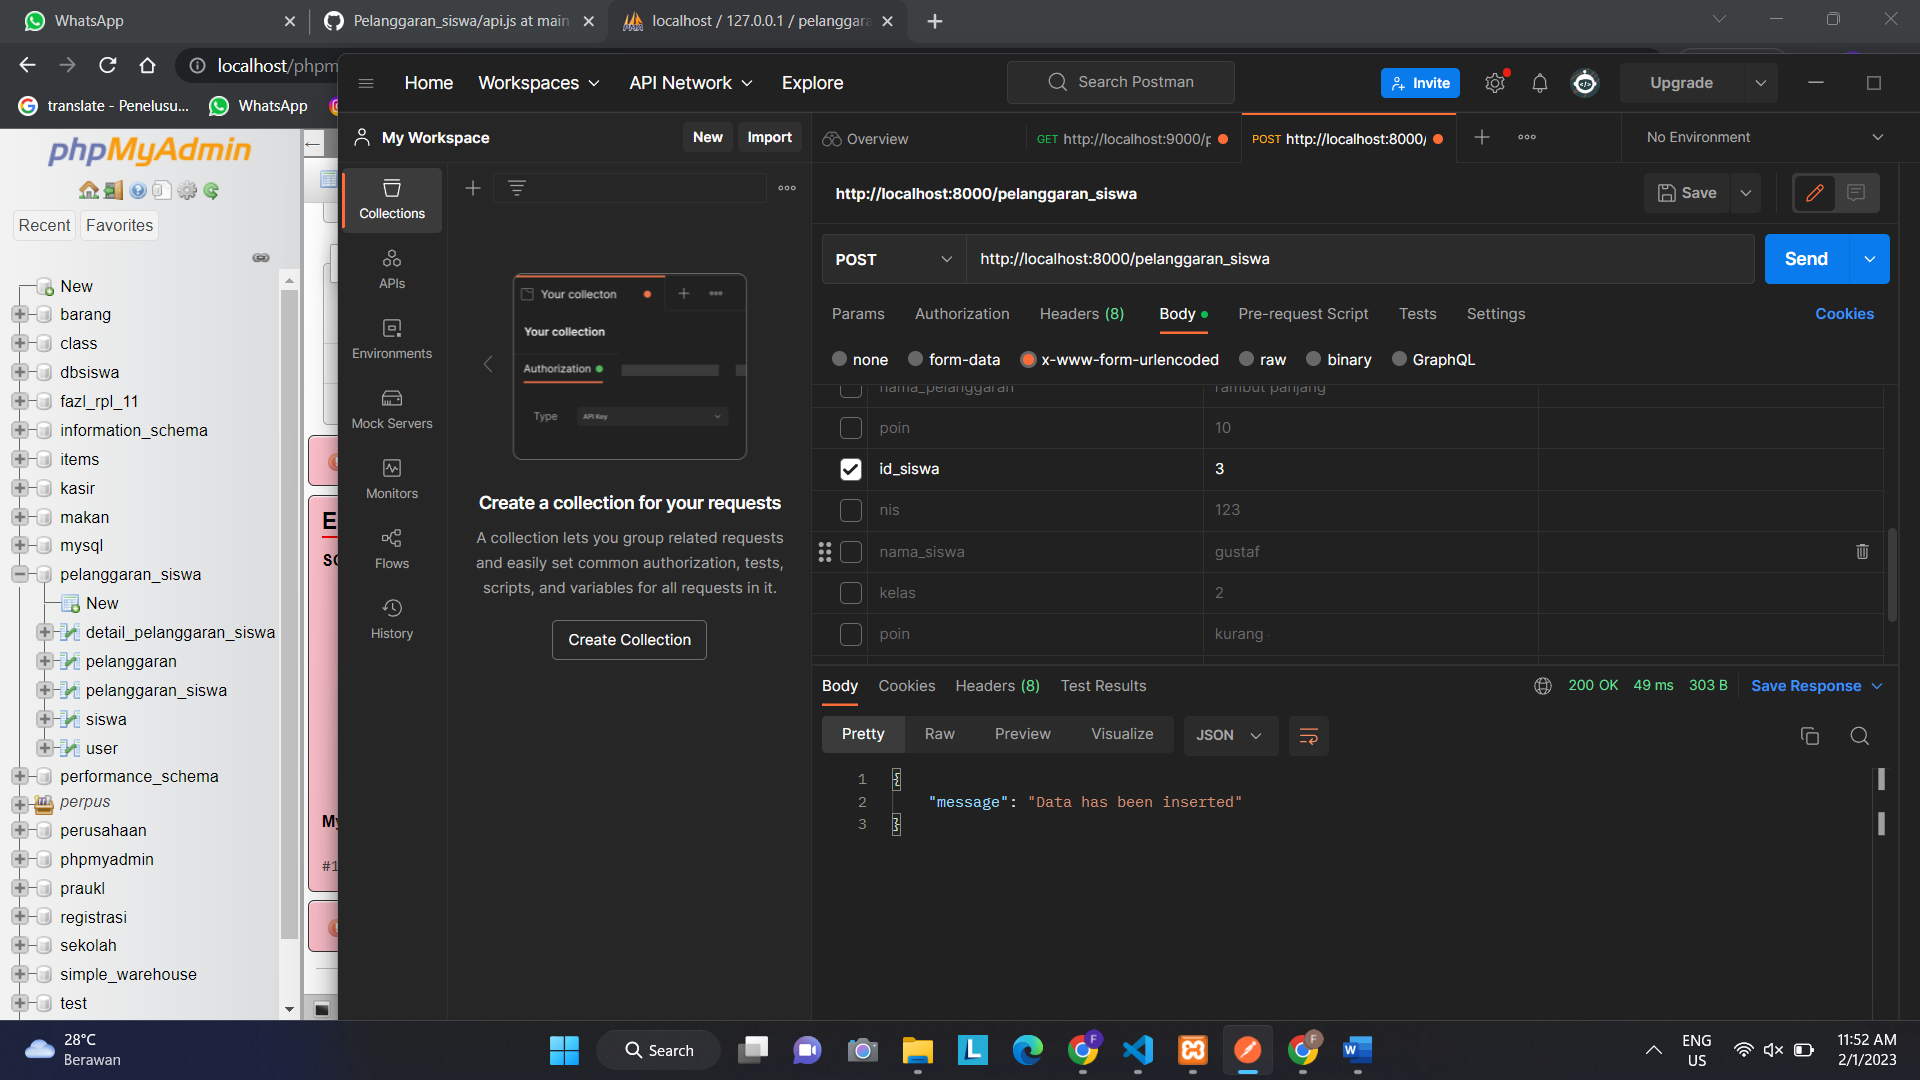 WhatsApp
Pelanggaran_siswa/api.js at main
localhost / 127.0.0.1 / pelanggara
localhost/phpm
translate - Penelusu...
WhatsApp
Home
Workspaces
API Network
Explore
Search Postman
Invite
Upgrade
phpMyAdmin
Recent
Favorites
New
barang
class
dbsiswa
fazl_rpl_11
information_schema
items
kasir
makan
mysql
pelanggaran_siswa
New
detail_pelanggaran_siswa
pelanggaran
pelanggaran_siswa
siswa
user
performance_schema
perpus
perusahaan
phpmyadmin
praukl
registrasi
sekolah
simple_warehouse
test
My Workspace
New
Import
Overview
GET http://localhost:9000/p
POST http://localhost:8000/
No Environment
Collections
APIs
Environments
Mock Servers
Monitors
Flows
History
Your collecton
Your collection
Authorization
Type
API Key
Create a collection for your requests
A collection lets you group related requests
and easily set common authorization, tests,
scripts, and variables for all requests in it.
Create Collection
http://localhost:8000/pelanggaran_siswa
Save
POST
http://localhost:8000/pelanggaran_siswa
Send
Params
Authorization
Headers (8)
Body
Pre-request Script
Tests
Settings
Cookies
none
form-data
x-www-form-urlencoded
raw
binary
GraphQL
nama_pelanggaran
rambut panjang
poin
10
id_siswa
3
nis
123
nama_siswa
gustaf
kelas
2
poin
kurang
Body
Cookies
Headers (8)
Test Results
200 OK
49 ms
303 B
Save Response
Pretty
Raw
Preview
Visualize
JSON
1 {
2 "message": "Data has been inserted"
3 }
28°C
Berawan
Search
ENG
US
11:52 AM
2/1/2023